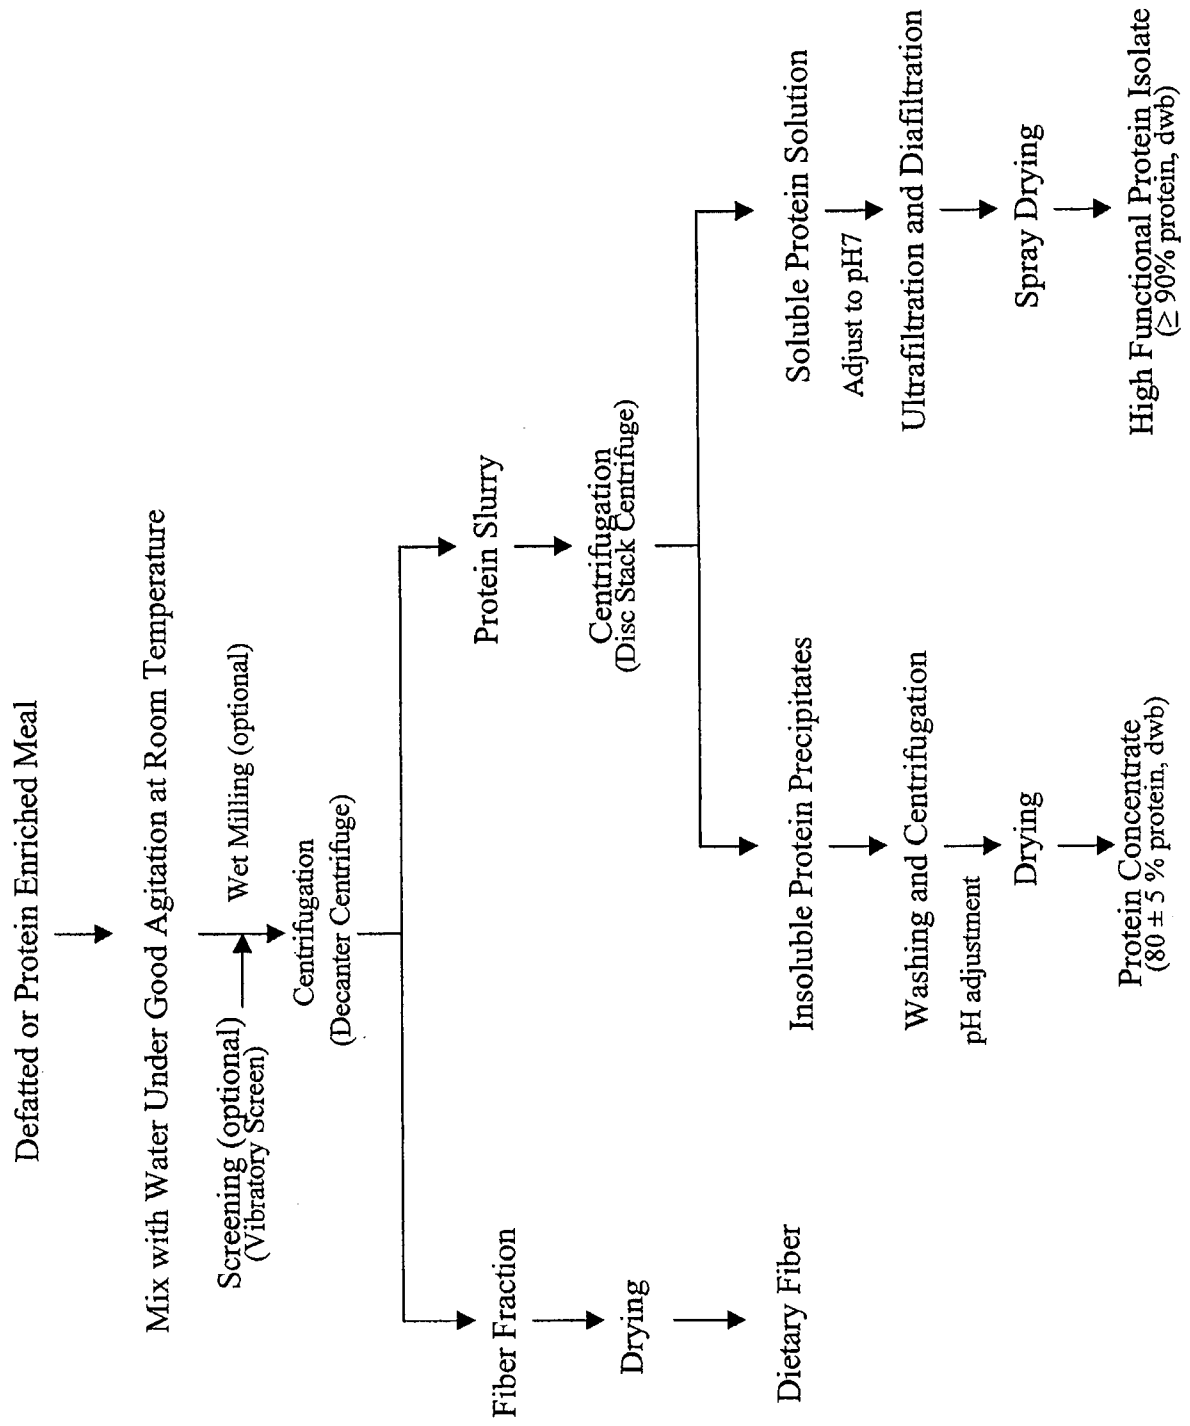 Defatted or Protein Enriched Meal
Mix with Water Under Good Agitation at Room Temperature
Screening (optional)
(Vibratory Screen)
Wet Milling (optional)
Centrifugation
(Decanter Centrifuge)
Fiber Fraction
Drying
Dietary Fiber
Protein Slurry
Centrifugation
(Disc Stack Centrifuge)
Insoluble Protein Precipitates
Washing and Centrifugation
pH adjustment
Drying
Protein Concentrate
(80 ± 5 % protein, dwb)
Soluble Protein Solution
Adjust to pH7
Ultrafiltration and Diafiltration
Spray Drying
High Functional Protein Isolate
(≥ 90% protein, dwb)